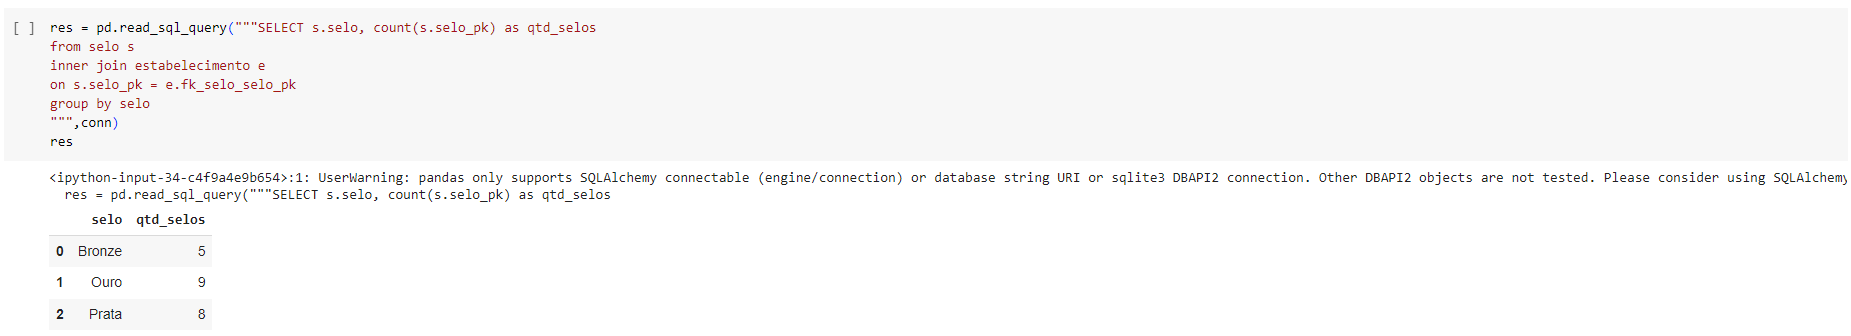 [ ] res = pd.read_sql_query("""SELECT s.selo, count(s.selo_pk) as qtd_selos
from selo s
inner join estabelecimento e
on s.selo_pk = e.fk_selo_selo_pk
group by selo
""",conn)
res
<ipython-input-34-c4f9a4e9b654>:1: UserWarning: pandas only supports SQLAlchemy connectable (engine/connection) or database string URI or sqlite3 DBAPI2 connection. Other DBAPI2 objects are not tested. Please consider using SQLAlchemy
res = pd.read_sql_query("""SELECT s.selo, count(s.selo_pk) as qtd_selos
selo qtd_selos
0 Bronze 5
1 Ouro 9
2 Prata 8